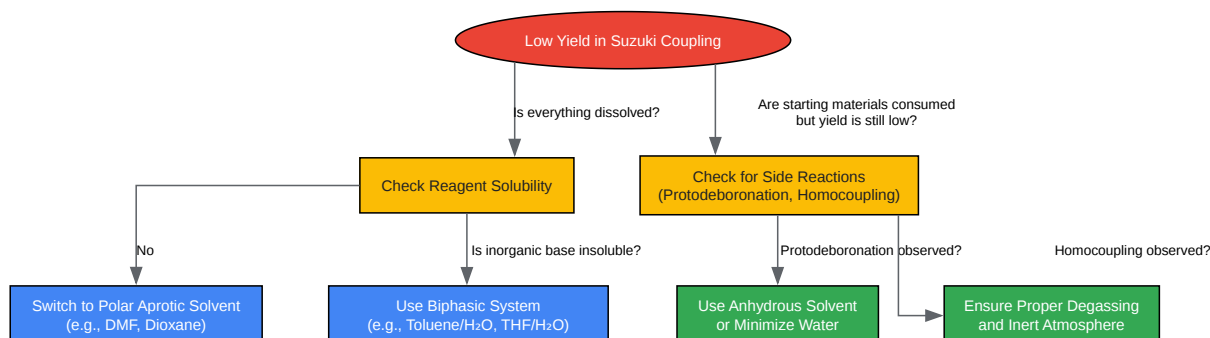 Low Yield in Suzuki Coupling
Is everything dissolved?
Are starting materials consumed
but yield is still low?
Check Reagent Solubility
Check for Side Reactions
(Protodeboronation, Homocoupling)
No
Is inorganic base insoluble?
Protodeboronation observed?
Homocoupling observed?
Switch to Polar Aprotic Solvent
(e.g., DMF, Dioxane)
Use Biphasic System
(e.g., Toluene/H₂O, THF/H₂O)
Use Anhydrous Solvent
or Minimize Water
Ensure Proper Degassing
and Inert Atmosphere